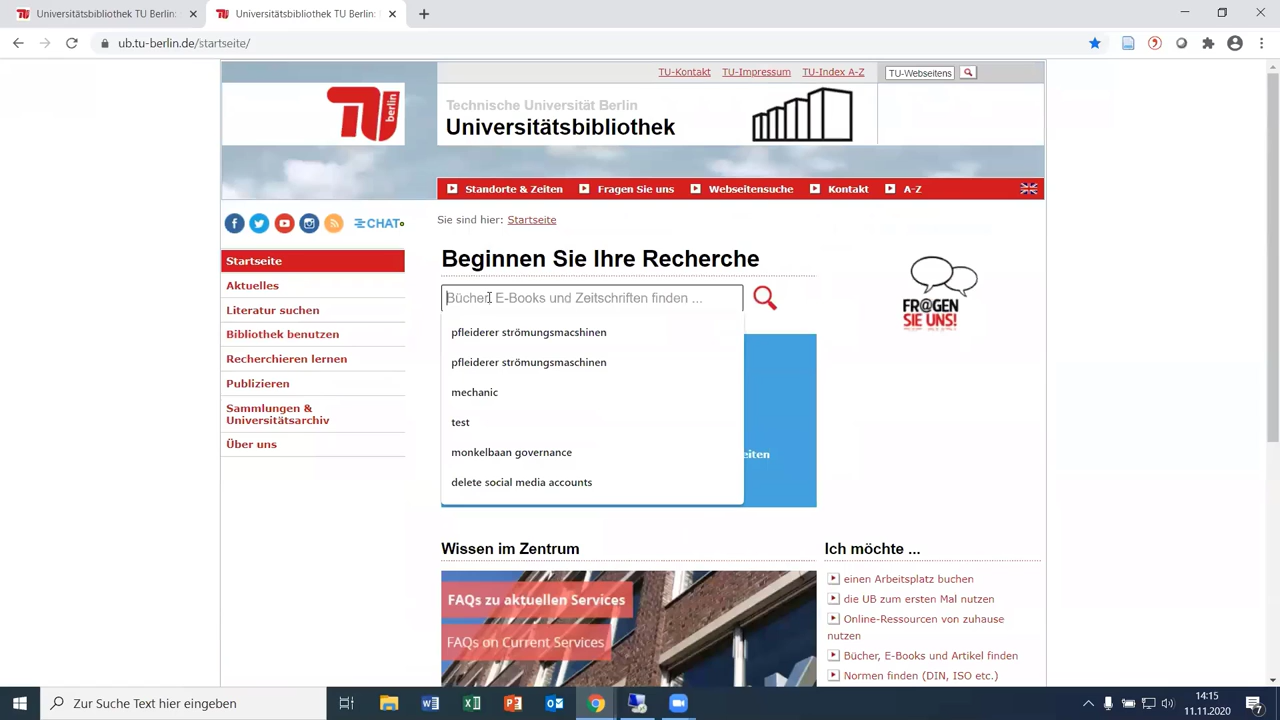 Universitätsbibliothek TU Berlin:
Universitätsbibliothek TU Berlin:
ub.tu-berlin.de/startseite/
TU-Kontakt TU-Impressum TU-Index A-Z TU-Webseitens
TU berlin
Technische Universität Berlin
Universitätsbibliothek
Standorte & Zeiten Fragen Sie uns Webseitensuche Kontakt A-Z
CHAT
Sie sind hier: Startseite
Startseite
Aktuelles
Literatur suchen
Bibliothek benutzen
Recherchieren lernen
Publizieren
Sammlungen &
Universitätsarchiv
Über uns
Beginnen Sie Ihre Recherche
Bücher, E-Books und Zeitschriften finden ...
pfleiderer strömungsmacshinen
pfleiderer strömungsmaschinen
mechanic
test
monkelbaan governance
delete social media accounts
eiten
FR@GEN
SIE UNS!
Wissen im Zentrum
FAQs zu aktuellen Services
FAQs on Current Services
Ich möchte ...
einen Arbeitsplatz buchen
die UB zum ersten Mal nutzen
Online-Ressourcen von zuhause
nutzen
Bücher, E-Books und Artikel finden
Normen finden (DIN, ISO etc.)
Zur Suche Text hier eingeben
14:15
11.11.2020
7